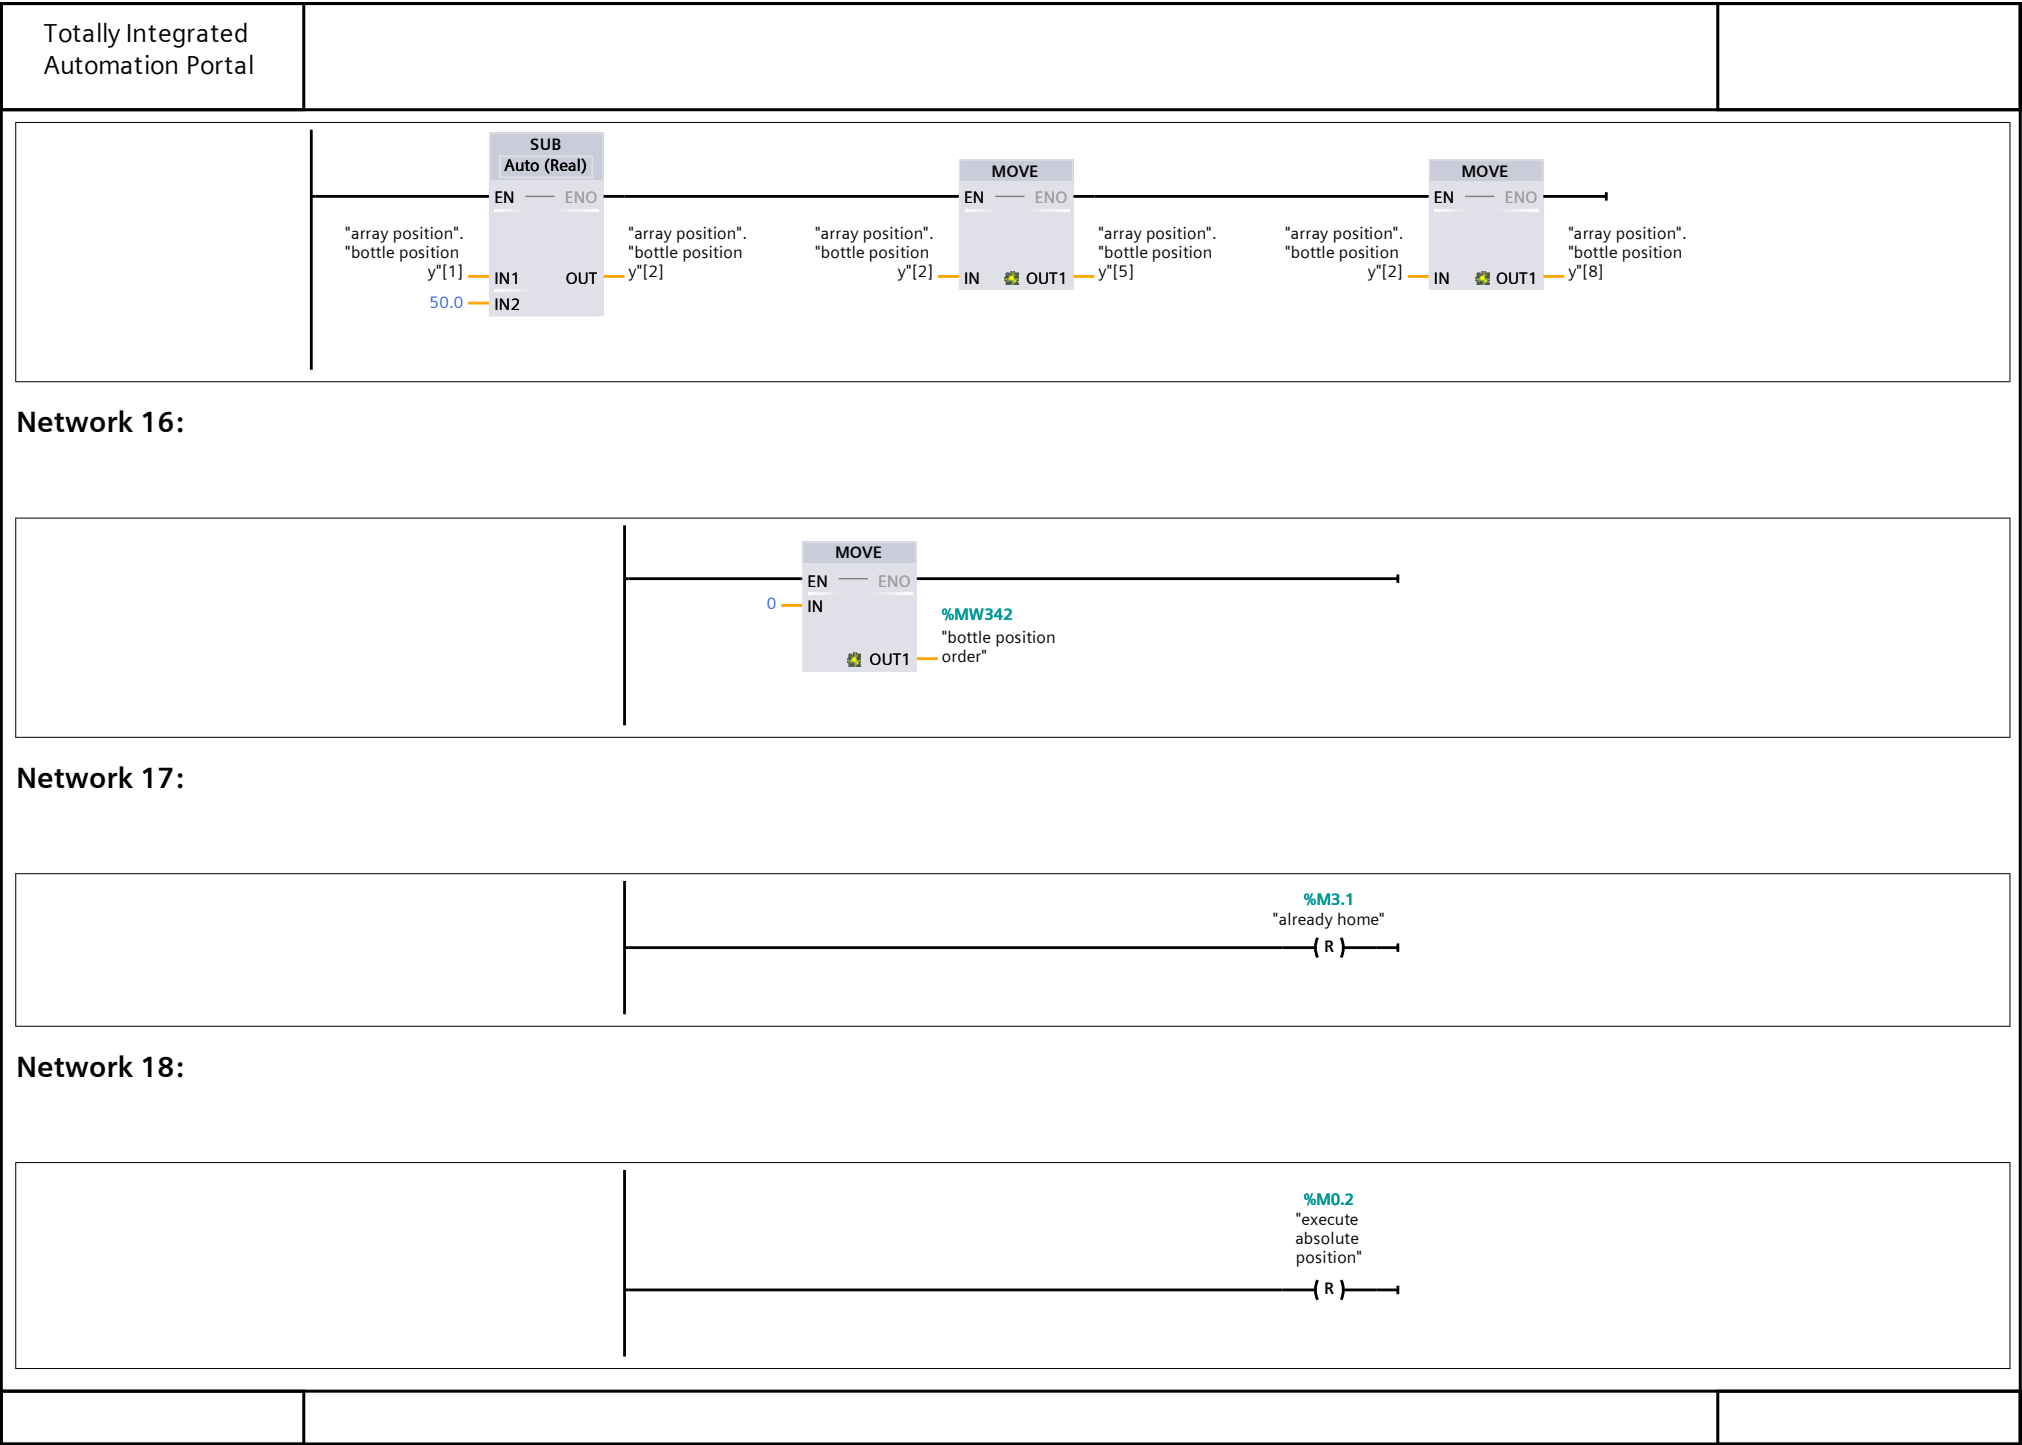 Totally Integrated
Automation Portal
SUB
Auto (Real)
EN ENO
"array position".
"bottle position
y"[1]
IN1
50.0
IN2
OUT
"array position".
"bottle position
y"[2]
MOVE
EN ENO
"array position".
"bottle position
y"[2]
IN
OUT1
"array position".
"bottle position
y"[5]
MOVE
EN ENO
"array position".
"bottle position
y"[2]
IN
OUT1
"array position".
"bottle position
y"[8]
Network 16:
MOVE
EN ENO
0
IN
OUT1
%MW342
"bottle position
order"
Network 17:
%M3.1
"already home"
R
Network 18:
%M0.2
"execute
absolute
position"
R